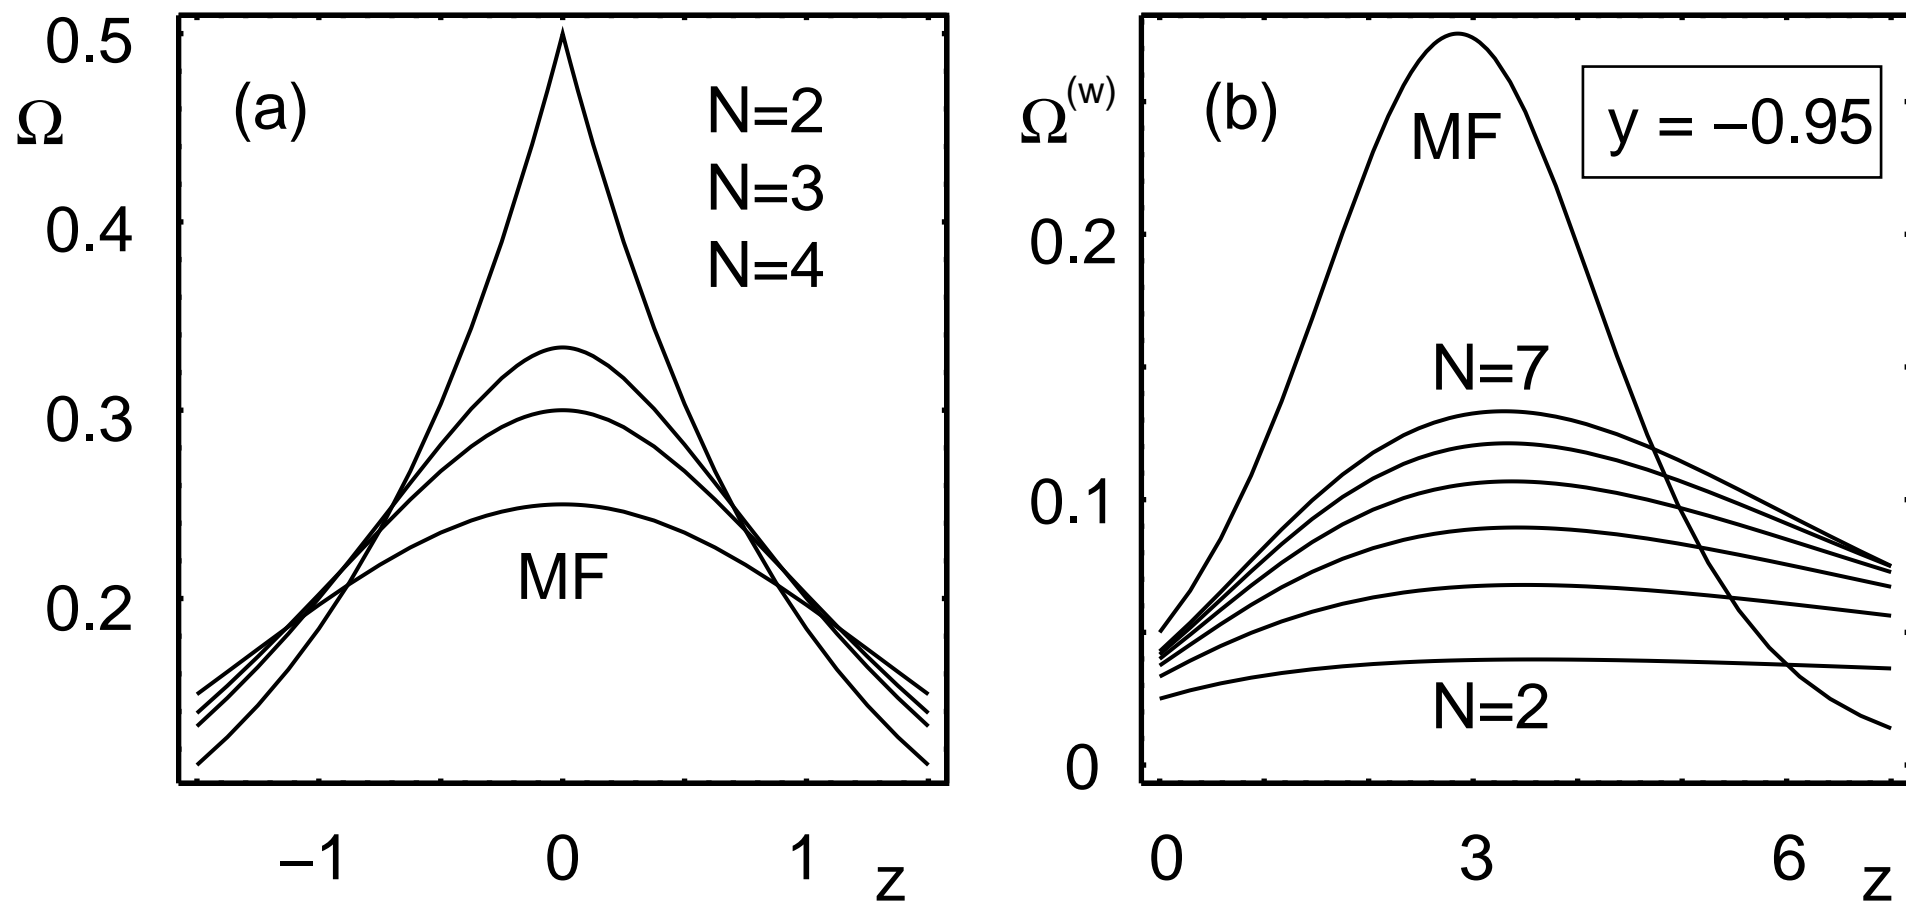 (a)
Ω
0.5
0.4
0.3
0.2
N=2
N=3
N=4
MF
−1
0
1
z
(b)
Ω(w)
0.2
0.1
0
MF
y = −0.95
N=7
N=2
0
3
6
z